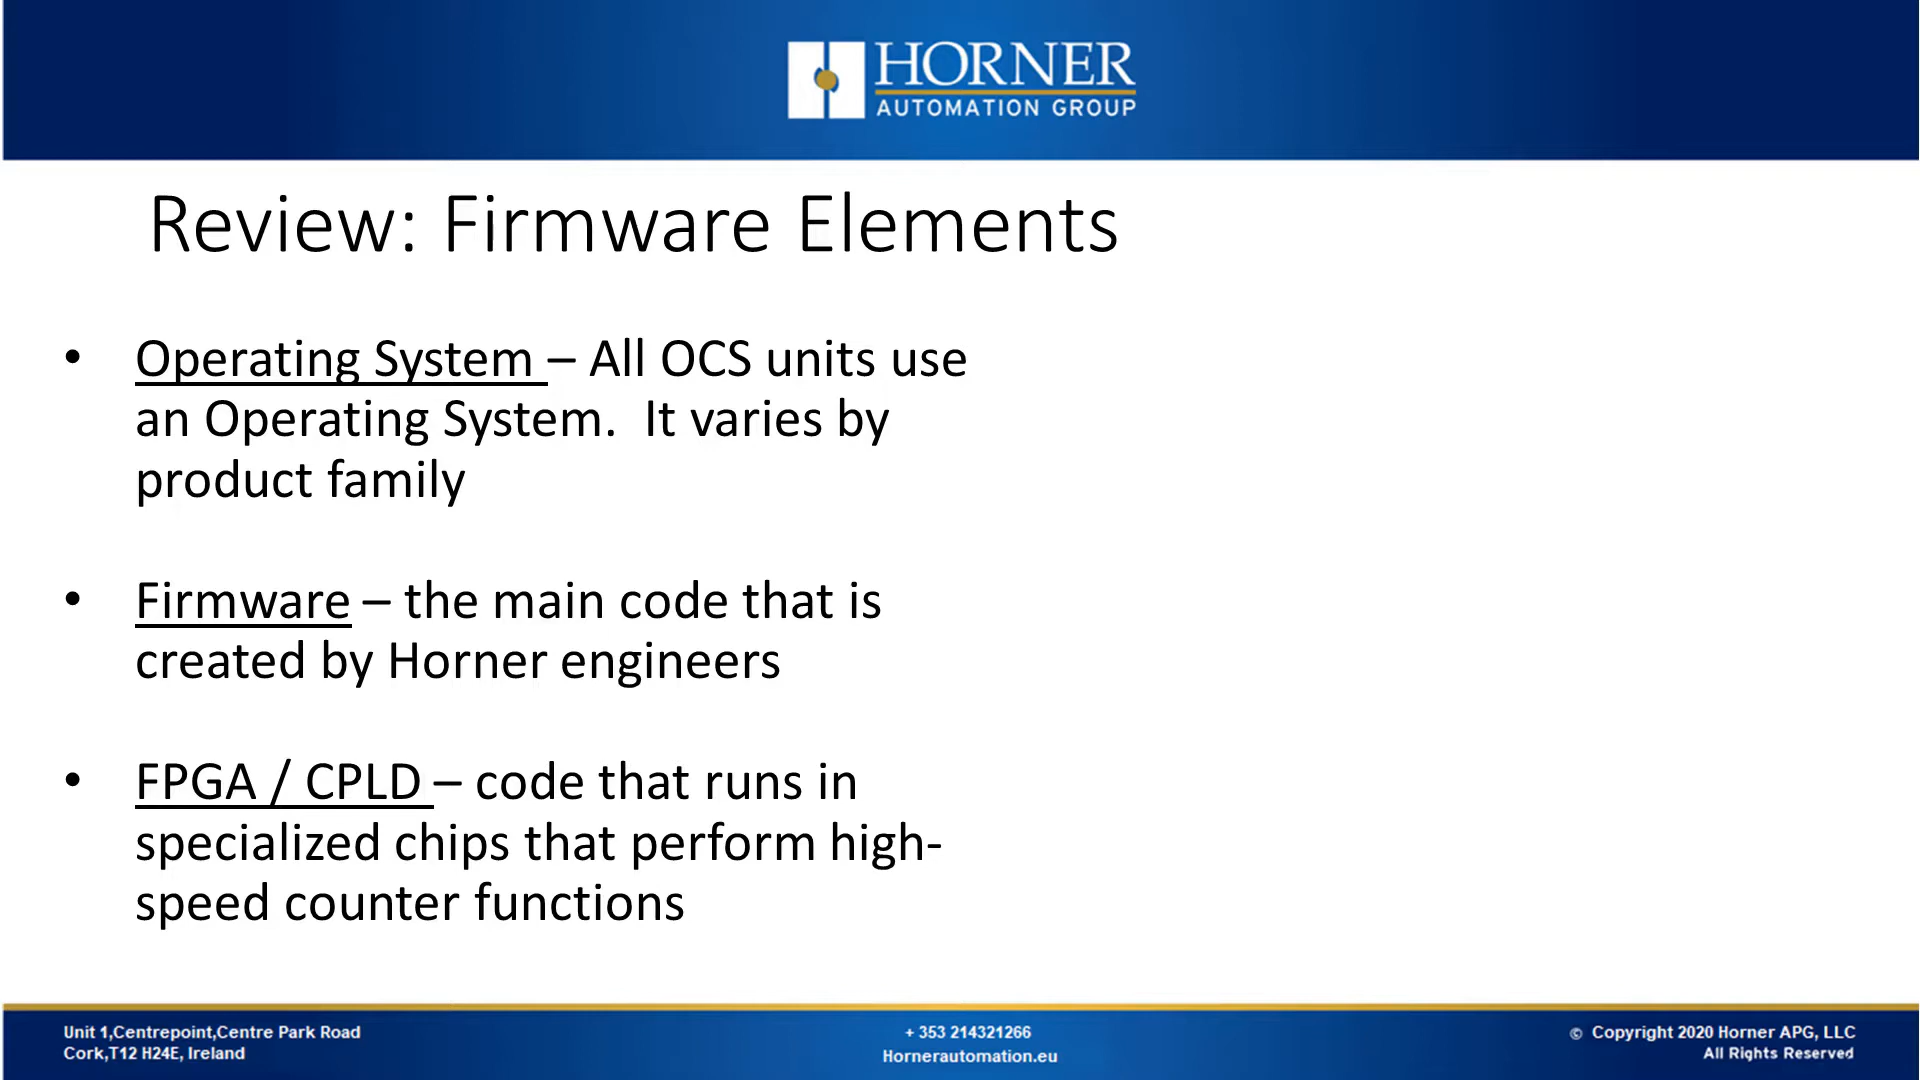 HORNER
AUTOMATION GROUP
Review: Firmware Elements
• Operating System – All OCS units use
an Operating System.  It varies by
product family
• Firmware – the main code that is
created by Horner engineers
• FPGA / CPLD – code that runs in
specialized chips that perform high-
speed counter functions
Unit 1,Centrepoint,Centre Park Road
Cork,T12 H24E, Ireland
+ 353 214321266
Hornerautomation.eu
© Copyright 2020 Horner APG, LLC
All Rights Reserved